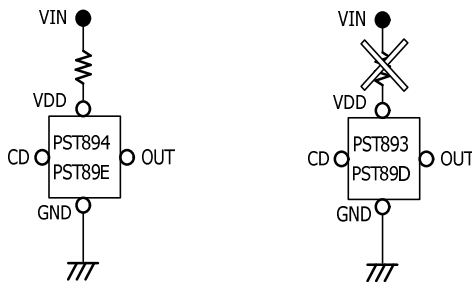 VIN
VDD
PST894
CD
OUT
PST89E
GND
VIN
VDD
PST893
CD
OUT
PST89D
GND